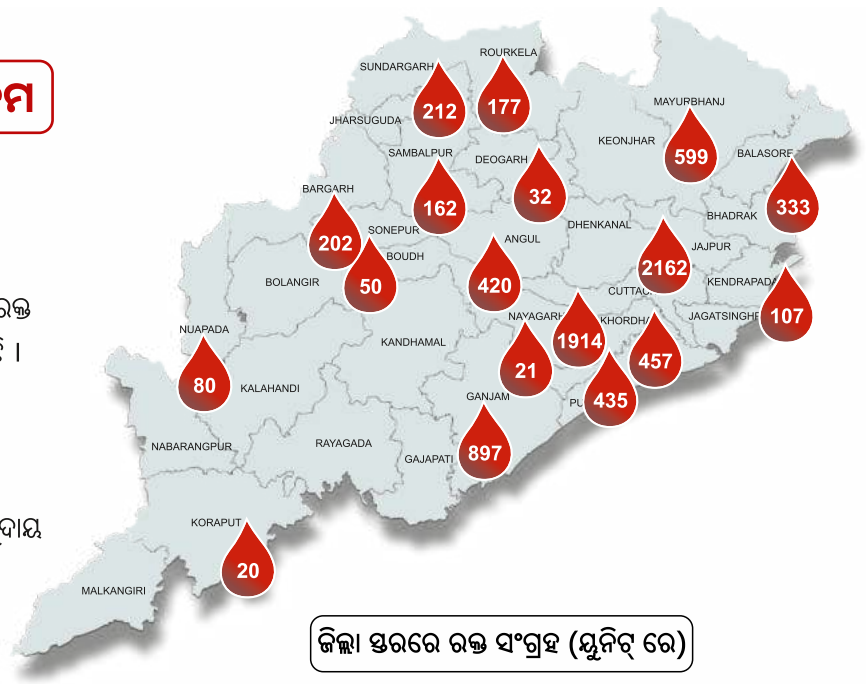 ROURKELA
SUNDARGARH
212
177
JHARSUGUDA
MAYURBHANJ
KEONJHAR
SAMBALPUR
DEOGARH
BALASORE
599
BARGARH
162
32
333
SONEPUR
202
DHENKANAL
BHADRAK
ANGUL
JAJPUR
BOUDH
2162
BOLANGIR
50
420
KENDRAPADA
ରକ୍ତ
107
NAYAGARH
KHORDHA
NUAPADA
KANDHAMAL
1914
457
21
80
KALAHANDI
GANJAM
435
NABARANGPUR
RAYAGADA
897
GAJAPATI
KORAPUT
20
MALKANGIRI
ଜିଲ୍ଲା ସ୍ତରରେ ରକ୍ତ ସଂଗ୍ରହ (ୟୁନିଟ୍ ରେ)